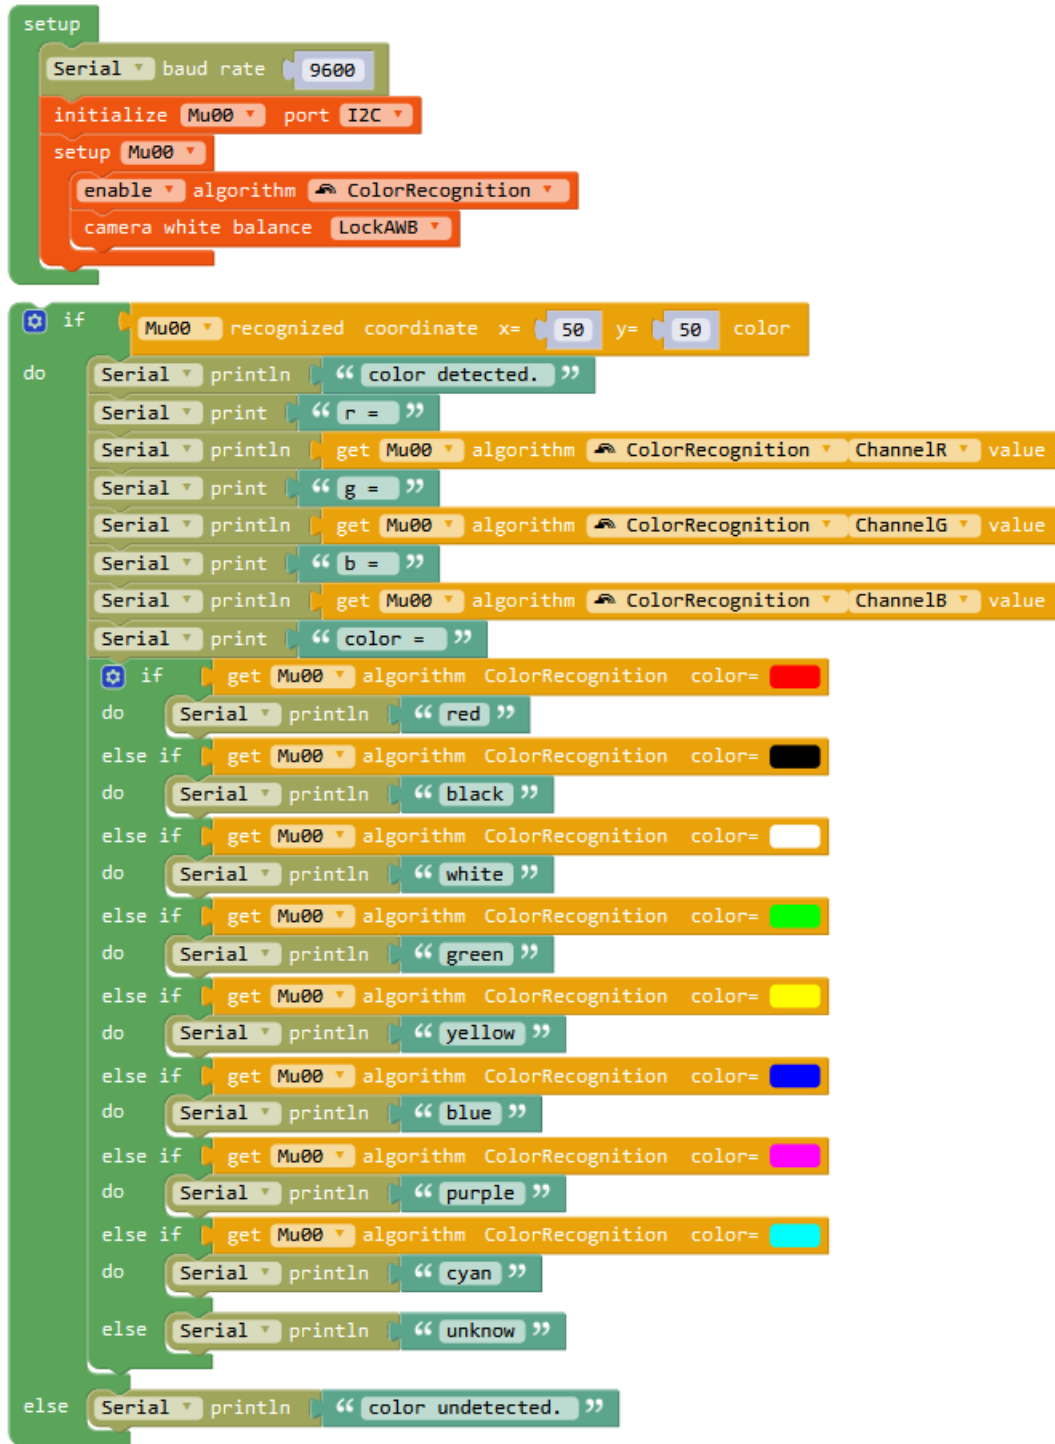 setup
Serial baud rate 9600
initialize Mu00 port I2C
setup Mu00
enable algorithm ColorRecognition
camera white balance LockAWB
if Mu00 recognized coordinate x= 50 y= 50 color
do Serial println “ color detected. ”
Serial print “ r = ”
Serial println get Mu00 algorithm ColorRecognition ChannelR value
Serial print “ g = ”
Serial println get Mu00 algorithm ColorRecognition ChannelG value
Serial print “ b = ”
Serial println get Mu00 algorithm ColorRecognition ChannelB value
Serial print “ color = ”
if get Mu00 algorithm ColorRecognition color=
do Serial println “ red ”
else if get Mu00 algorithm ColorRecognition color=
do Serial println “ black ”
else if get Mu00 algorithm ColorRecognition color=
do Serial println “ white ”
else if get Mu00 algorithm ColorRecognition color=
do Serial println “ green ”
else if get Mu00 algorithm ColorRecognition color=
do Serial println “ yellow ”
else if get Mu00 algorithm ColorRecognition color=
do Serial println “ blue ”
else if get Mu00 algorithm ColorRecognition color=
do Serial println “ purple ”
else if get Mu00 algorithm ColorRecognition color=
do Serial println “ cyan ”
else Serial println “ unknow ”
else Serial println “ color undetected. ”